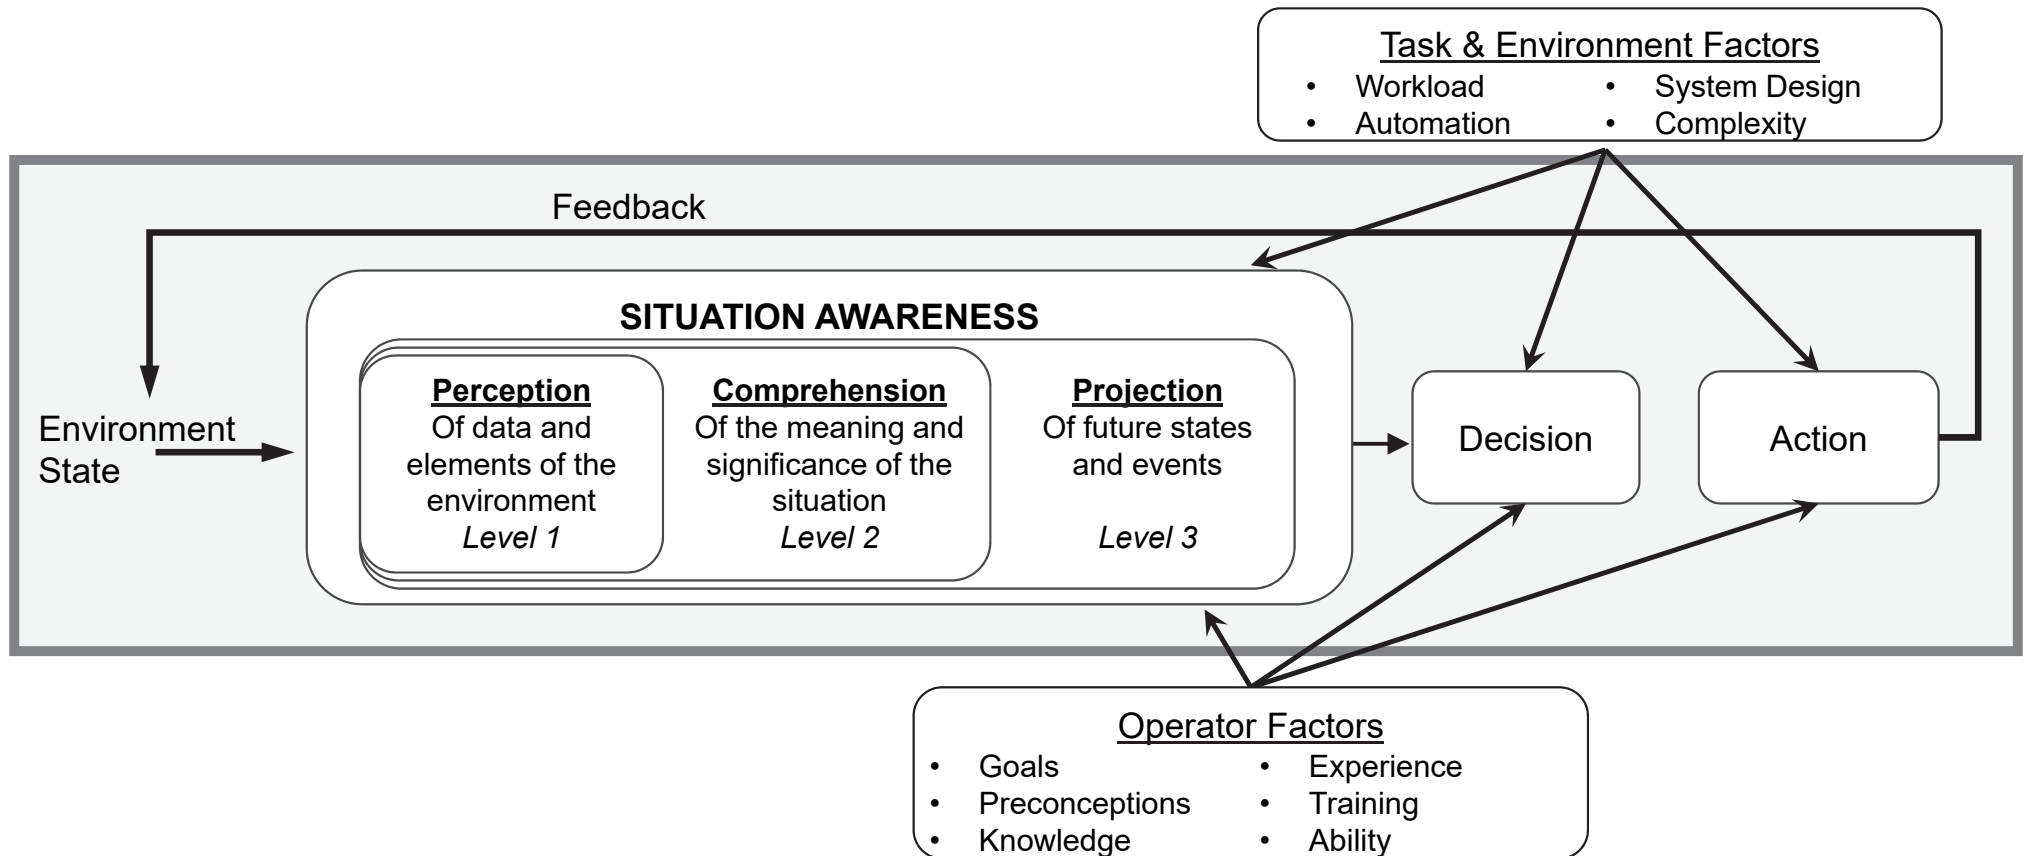 Task & Environment Factors
• Workload • System Design
• Automation • Complexity
Feedback
SITUATION AWARENESS
Environment
State
Perception
Of data and
elements of the
environment
Level 1
Comprehension
Of the meaning and
significance of the
situation
Level 2
Projection
Of future states
and events
Level 3
Decision
Action
Operator Factors
• Goals • Experience
• Preconceptions • Training
• Knowledge • Ability